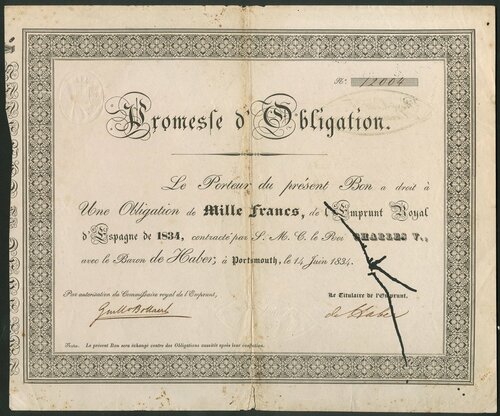 N.° 12004
Promesse d'Obligation.
Le Porteur du présent Bon a droit à
Une Obligation de Mille Francs, de l'Emprunt Royal
d'Espagne de 1834, contracté par S. M. C. le Roi CHARLES V.,
avec le Baron de Haber, à Portsmouth, le 14 Juin 1834.
Par autorisation du Commissaire royal de l'Emprunt,
Le Titulaire de l'Emprunt,
de Haber
Nota. Le présent Bon sera échangé contre des Obligations aussitôt après leur confection.